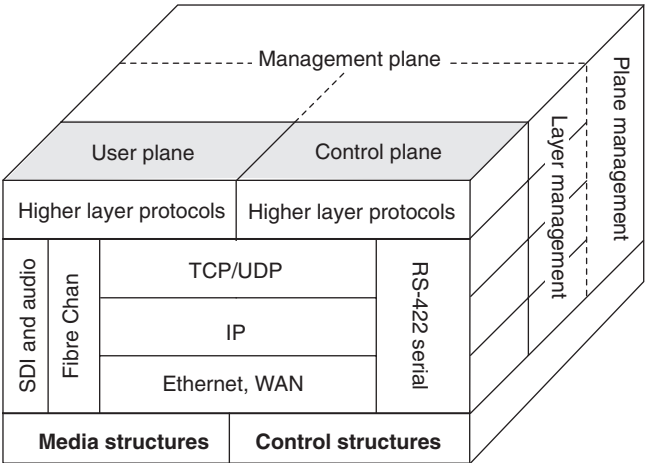 Management plane
Plane management
Layer management
User plane
Control plane
Higher layer protocols
Higher layer protocols
SDI and audio
Fibre Chan
TCP/UDP
IP
Ethernet, WAN
RS-422 serial
Media structures
Control structures